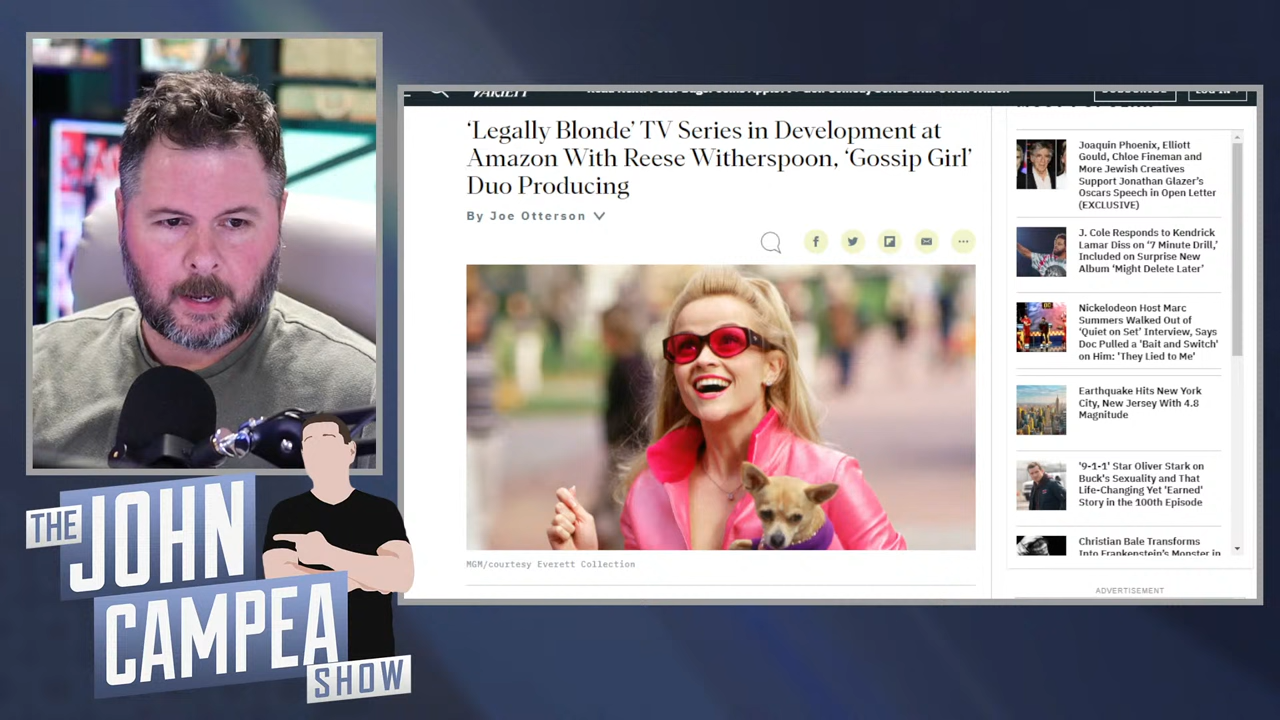 THE
JOHN
CAMPEA
SHOW
VARIETY
'Legally Blonde' TV Series in Development at
Amazon With Reese Witherspoon, 'Gossip Girl'
Duo Producing
By Joe Otterson
MGM/courtesy Everett Collection
Joaquin Phoenix, Elliott
Gould, Chloe Fineman and
More Jewish Creatives
Support Jonathan Glazer's
Oscars Speech in Open Letter
(EXCLUSIVE)
J. Cole Responds to Kendrick
Lamar Diss on '7 Minute Drill,'
Included on Surprise New
Album 'Might Delete Later'
Nickelodeon Host Marc
Summers Walked Out of
'Quiet on Set' Interview, Says
Doc Pulled a 'Bait and Switch'
on Him: 'They Lied to Me'
Earthquake Hits New York
City, New Jersey With 4.8
Magnitude
'9-1-1' Star Oliver Stark on
Buck's Sexuality and That
Life-Changing Yet 'Earned'
Story in the 100th Episode
Christian Bale Transforms
Into Frankenstein's Monster in
ADVERTISEMENT